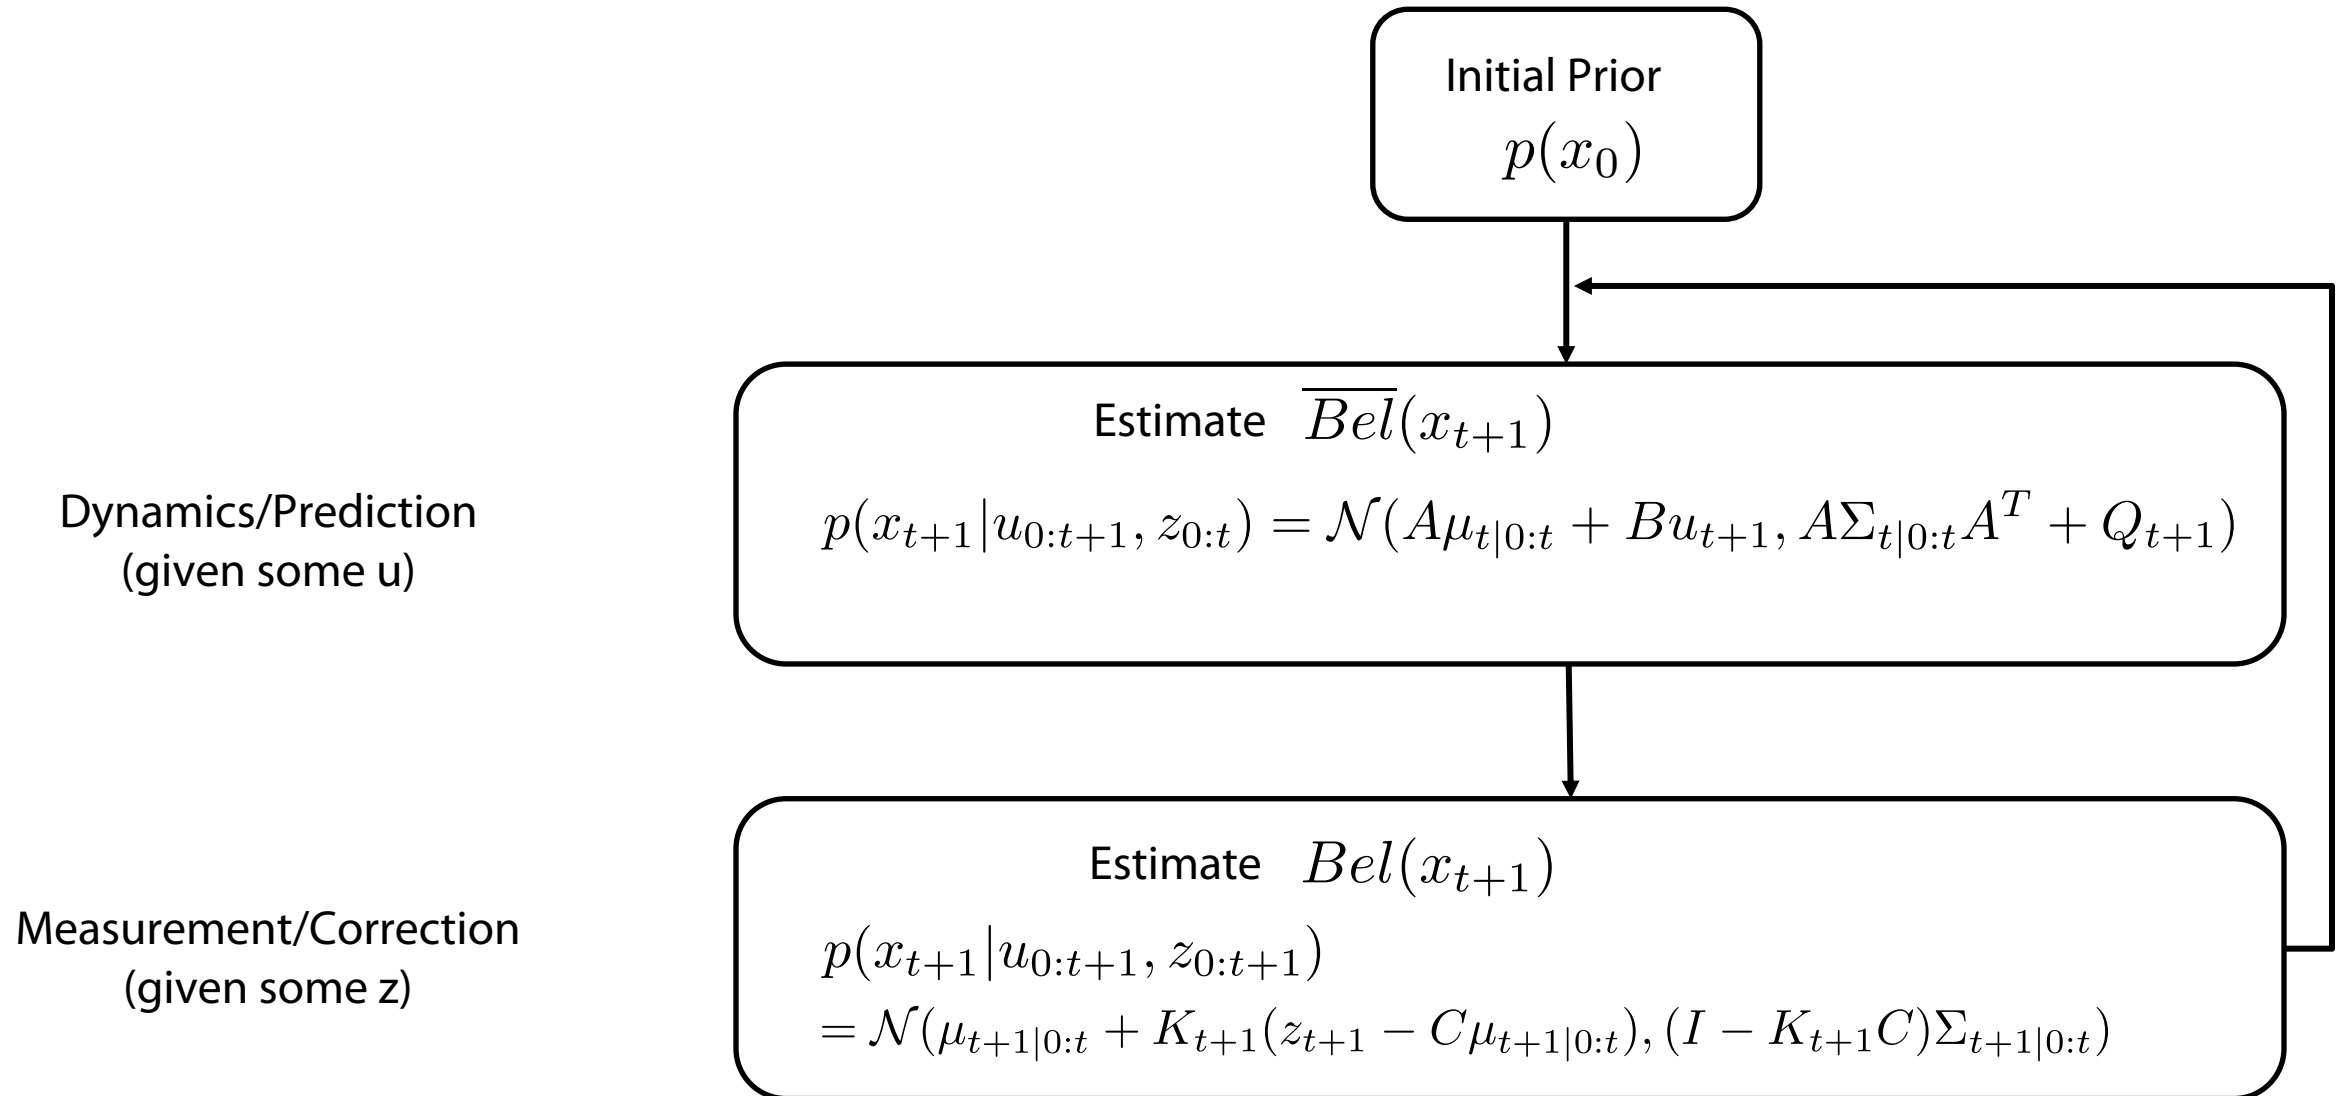 Initial Prior
$p(x_0)$
Estimate $\overline{Bel}(x_{t+1})$
Dynamics/Prediction
(given some u)
$p(x_{t+1}|u_{0:t+1}, z_{0:t}) = \mathcal{N}(A\mu_{t|0:t} + Bu_{t+1}, A\Sigma_{t|0:t}A^T + Q_{t+1})$
Estimate $Bel(x_{t+1})$
Measurement/Correction
(given some z)
$p(x_{t+1}|u_{0:t+1}, z_{0:t+1})$
$= \mathcal{N}(\mu_{t+1|0:t} + K_{t+1}(z_{t+1} - C\mu_{t+1|0:t}), (I - K_{t+1}C)\Sigma_{t+1|0:t})$